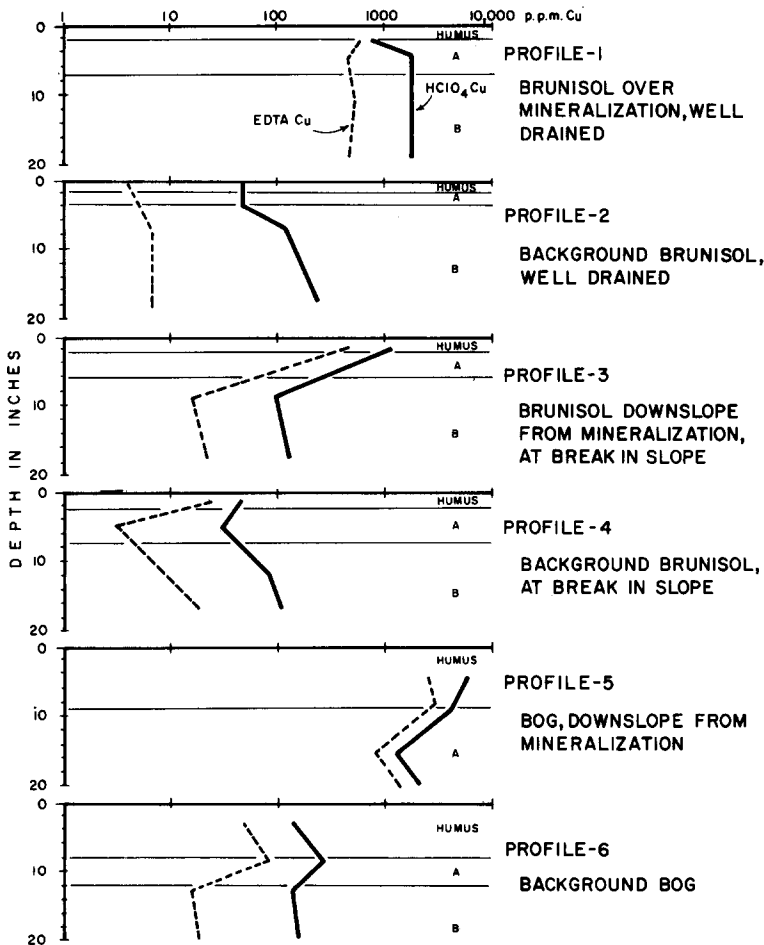 1 10 100 1000 10,000 p.p.m. Cu
0
HUMUS
A
10
HClO4Cu
EDTA Cu
B
20
PROFILE-1
BRUNISOL OVER
MINERALIZATION, WELL
DRAINED
0
HUMUS
A
10
B
20
PROFILE-2
BACKGROUND BRUNISOL,
WELL DRAINED
DEPTH IN INCHES
0
HUMUS
A
10
B
20
PROFILE-3
BRUNISOL DOWNSLOPE
FROM MINERALIZATION,
AT BREAK IN SLOPE
0
HUMUS
A
10
B
20
PROFILE-4
BACKGROUND BRUNISOL,
AT BREAK IN SLOPE
0
HUMUS
10
A
20
PROFILE-5
BOG, DOWNSLOPE FROM
MINERALIZATION
0
HUMUS
10
A
B
20
PROFILE-6
BACKGROUND BOG